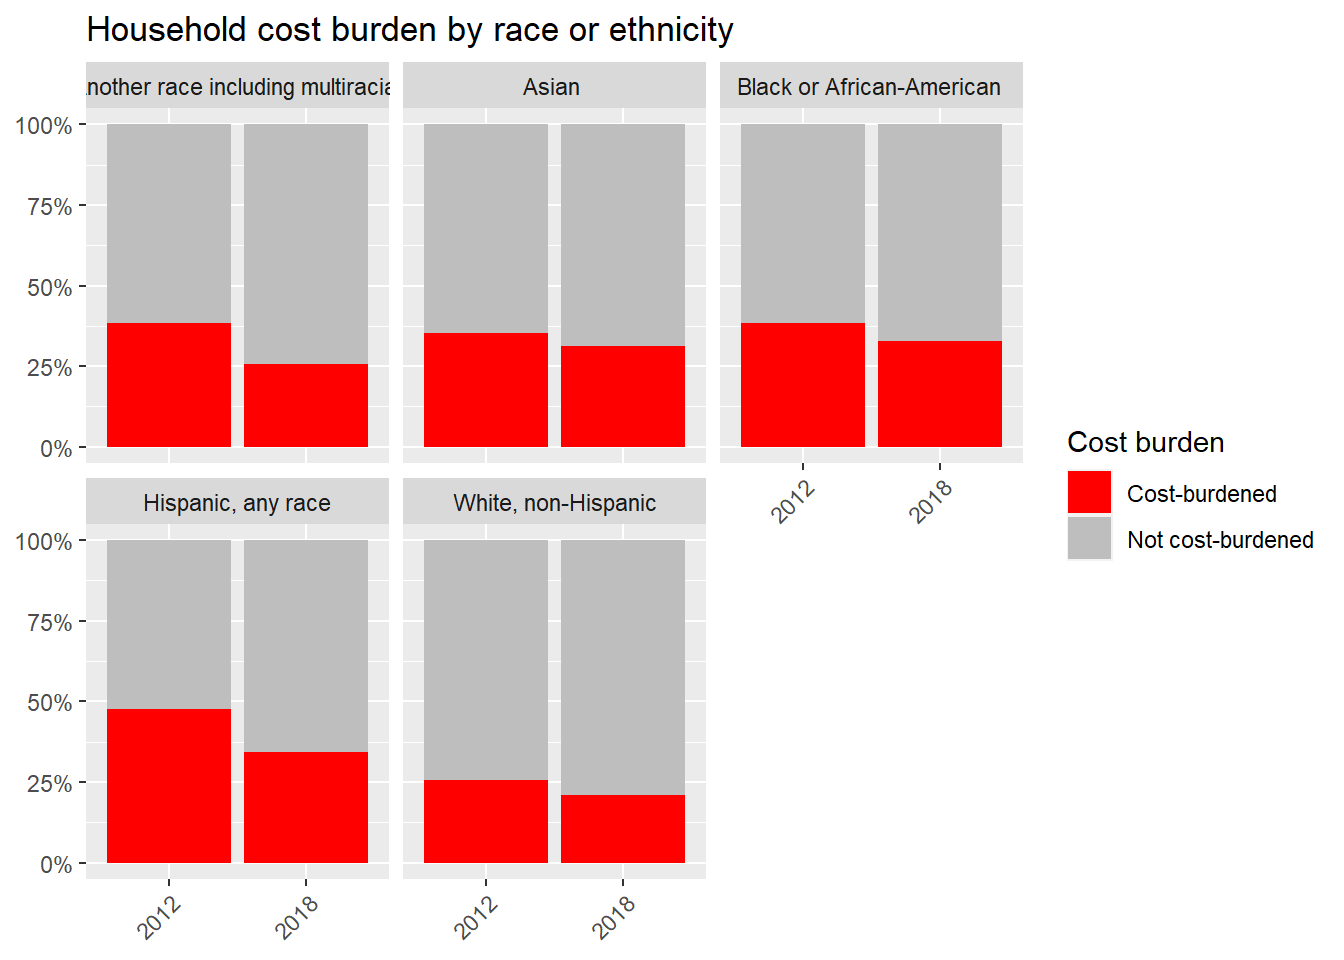 Household cost burden by race or ethnicity
nother race including multiracia
Asian
Black or African-American
100%
75%
50%
25%
0%
2012
2018
Hispanic, any race
White, non-Hispanic
100%
75%
50%
25%
0%
2012
2018
2012
2018
Cost burden
Cost-burdened
Not cost-burdened